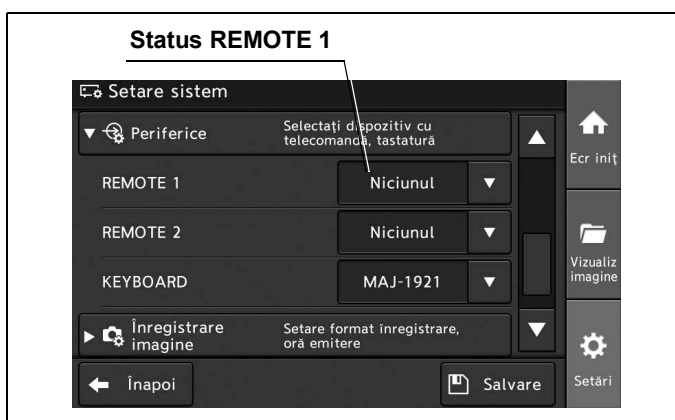 Status REMOTE 1
Setare sistem
Periferice
Selectați dispozitiv cu
telecomandă, tastatură
REMOTE 1
Niciunul
REMOTE 2
Niciunul
KEYBOARD
MAJ-1921
Înregistrare
imagine
Setare format înregistrare,
oră emitere
Înapoi
Salvare
Ecr iniț
Vizualiz
imagine
Setări